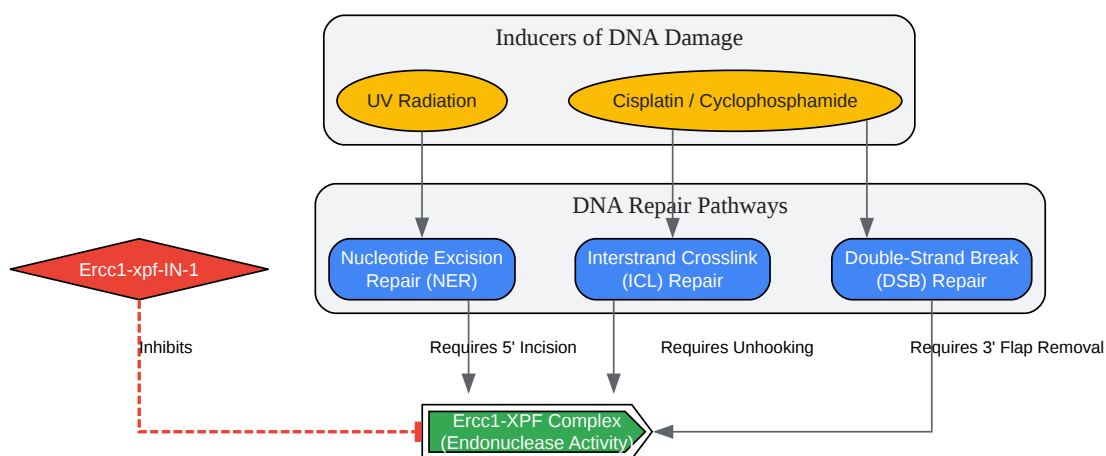 Inducers of DNA Damage
UV Radiation
Cisplatin / Cyclophosphamide
DNA Repair Pathways
Ercc1-xpf-IN-1
Nucleotide Excision
Repair (NER)
Interstrand Crosslink
(ICL) Repair
Double-Strand Break
(DSB) Repair
Inhibits
Requires 5' Incision
Requires Unhooking
Requires 3' Flap Removal
Ercc1-XPF Complex
(Endonuclease Activity)